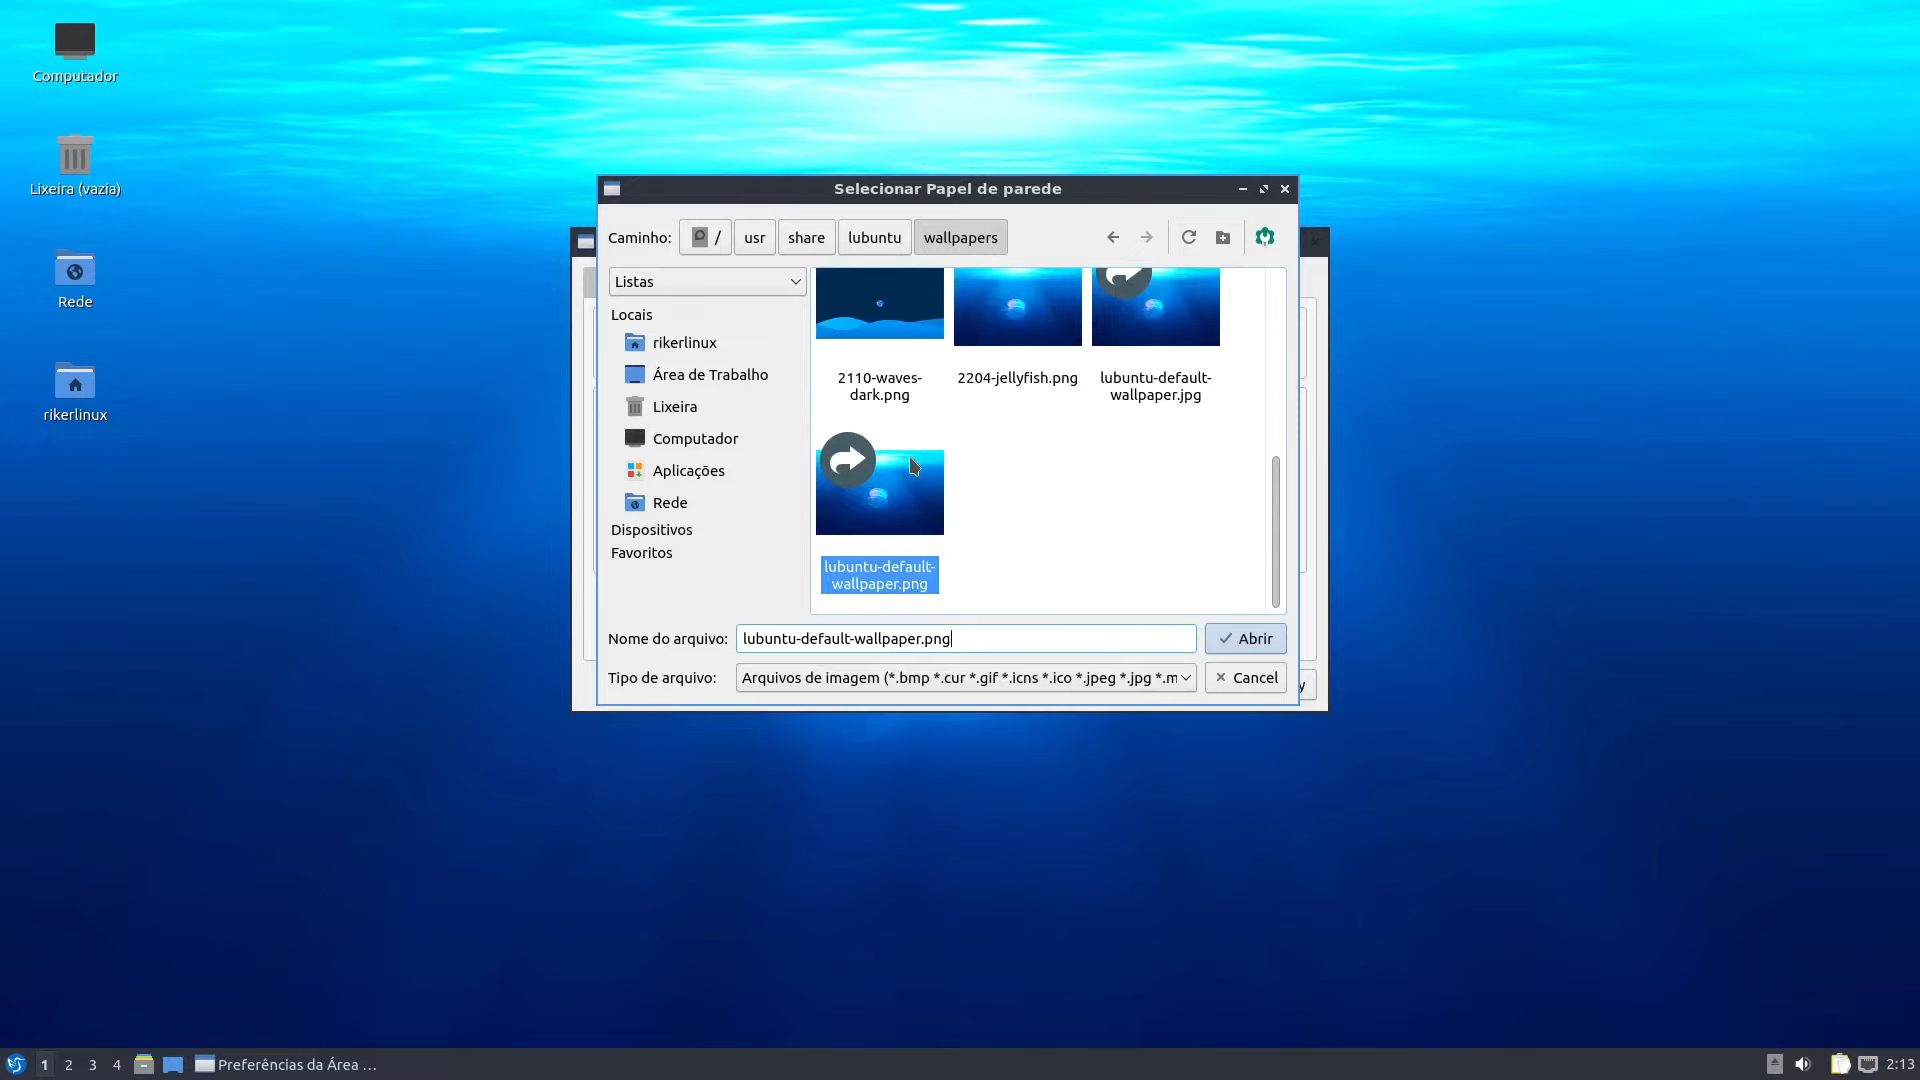 Computador
Lixeira (vazia)
Rede
rikerlinux
Selecionar Papel de parede
Caminho: / usr share lubuntu wallpapers
Listas
Locais
rikerlinux
Área de Trabalho
Lixeira
Computador
Aplicações
Rede
Dispositivos
Favoritos
2110-waves-
dark.png
2204-jellyfish.png
lubuntu-default-
wallpaper.jpg
lubuntu-default-
wallpaper.png
Nome do arquivo: lubuntu-default-wallpaper.png Abrir
Tipo de arquivo: Arquivos de imagem (*.bmp *.cur *.gif *.icns *.ico *.jpeg *.jpg *.m Cancel
y
1 2 3 4 Preferências da Área ... 2:13